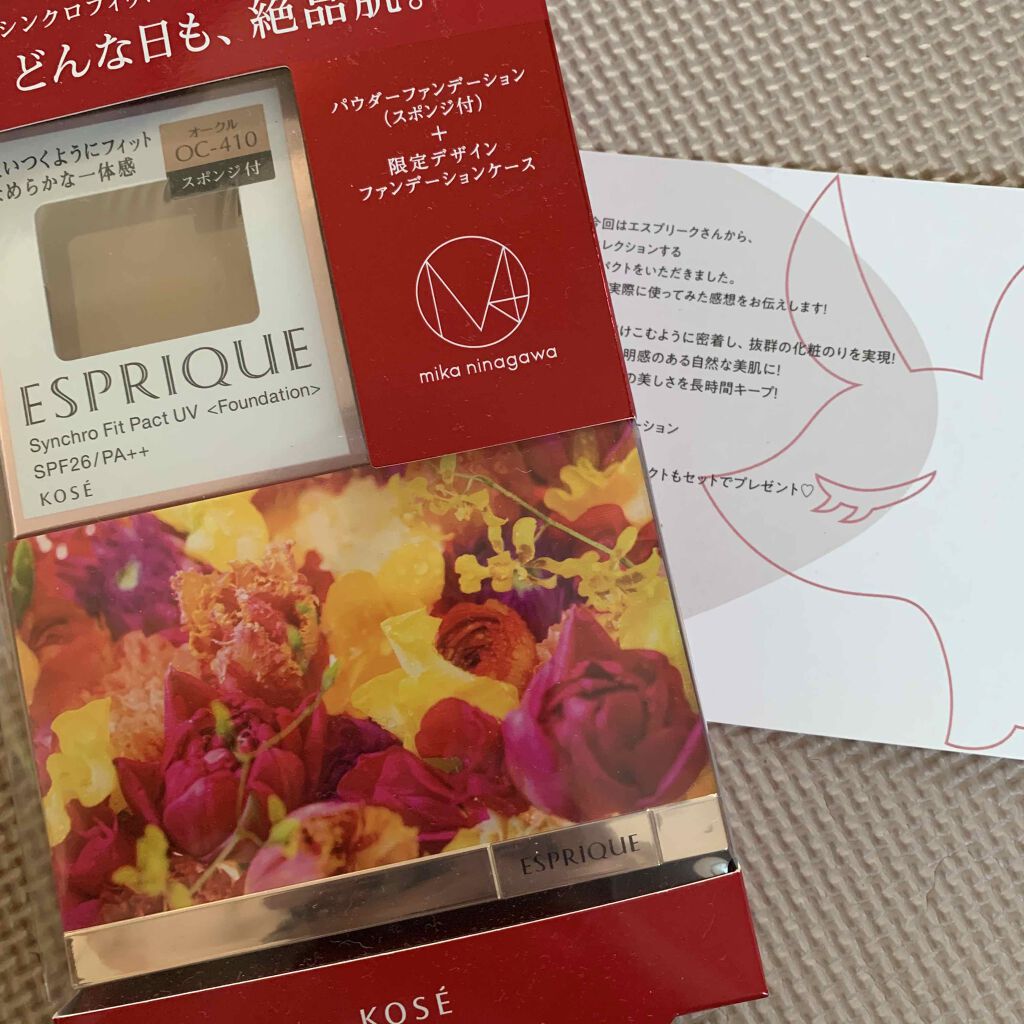 シンクロフィット
どんな日も、絶品肌。
いつくようにフィット
なめらかな一体感
オークル
OC-410
スポンジ付
ESPRIQUE
Synchro Fit Pact UV <Foundation>
SPF26/PA++
KOSÉ
パウダーファンデーション
(スポンジ付)
+
限定デザイン
ファンデーションケース
mika ninagawa
ESPRIQUE
KOSÉ
今回はエスプリークさんから、
レクションする
パクトをいただきました。
実際に使ってみた感想をお伝えします!
けこむように密着し、抜群の化粧のりを実現!
明感のある自然な美肌に!
の美しさを長時間キープ!
ーション
クトもセットでプレゼント♡